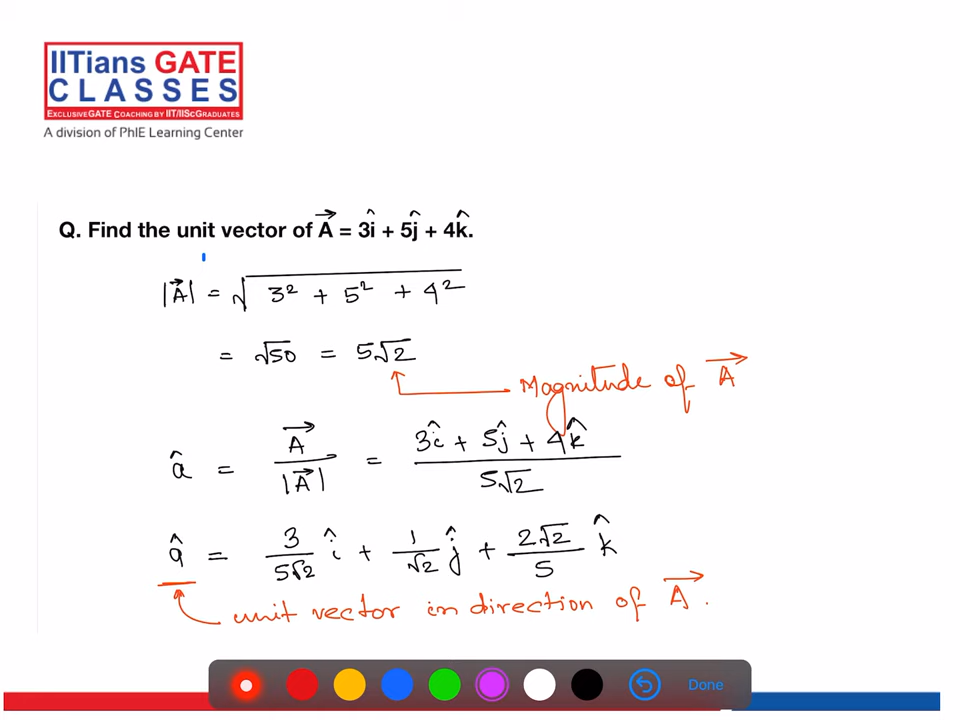 IITians GATE
CLASSES
EXCLUSIVE GATE COACHING BY IIT/IISc GRADUATES
A division of PhIE Learning Center
Q. Find the unit vector of A⃗ = 3î + 5ĵ + 4k̂.
|A⃗| = √(3² + 5² + 4²)
= √50 = 5√2
Magnitude of A⃗
â = A⃗/|A⃗| = (3î + 5ĵ + 4k̂)/(5√2)
â = 3/(5√2) î + 1/√2 ĵ + 2√2/5 k̂
unit vector in direction of A⃗.
Done